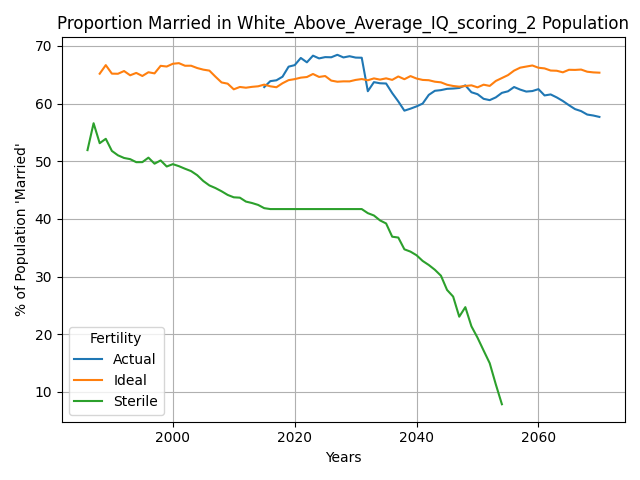 Proportion Married in White_Above_Average_IQ_scoring_2 Population
% of Population 'Married'
70
60
50
40
30
20
10
Fertility
Actual
Ideal
Sterile
2000
2020
2040
2060
Years